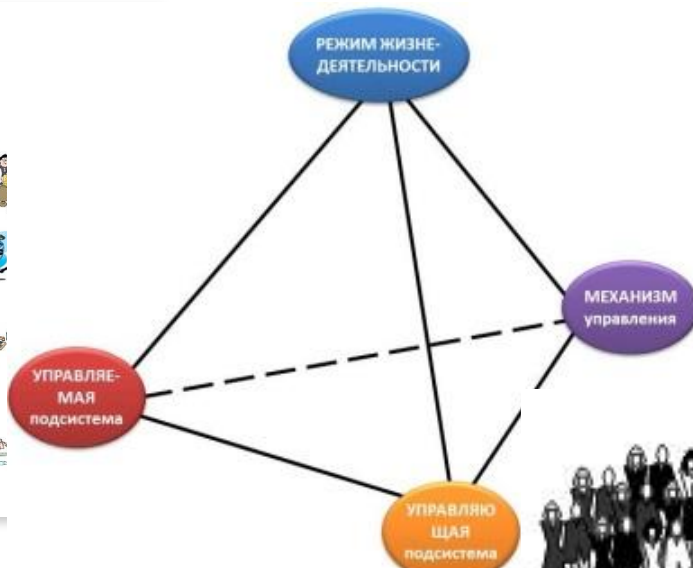 РЕЖИМ ЖИЗНЕ-
ДЕЯТЕЛЬНОСТИ
МЕХАНИЗМ
управления
УПРАВЛЯЕ-
МАЯ
подсистема
УПРАВЛЯЮ
ЩАЯ
подсистема